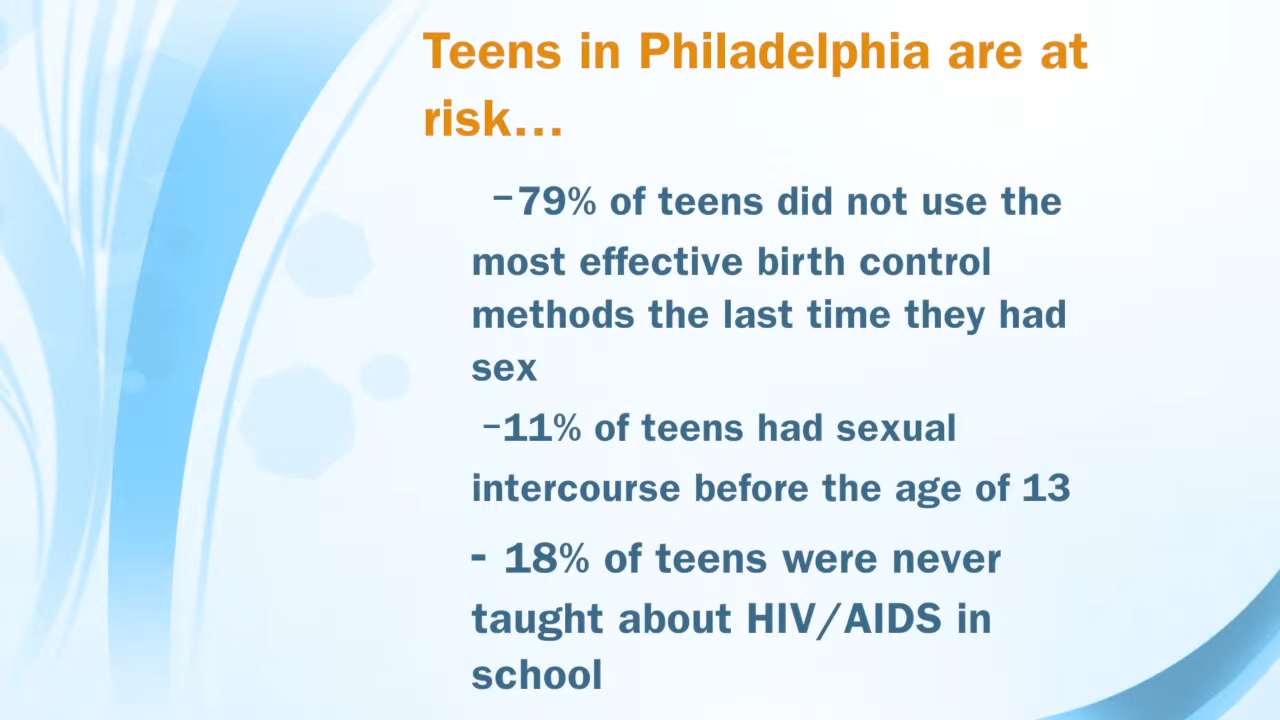 Teens in Philadelphia are at
risk…
–79% of teens did not use the
most effective birth control
methods the last time they had
sex
–11% of teens had sexual
intercourse before the age of 13
- 18% of teens were never
taught about HIV/AIDS in
school